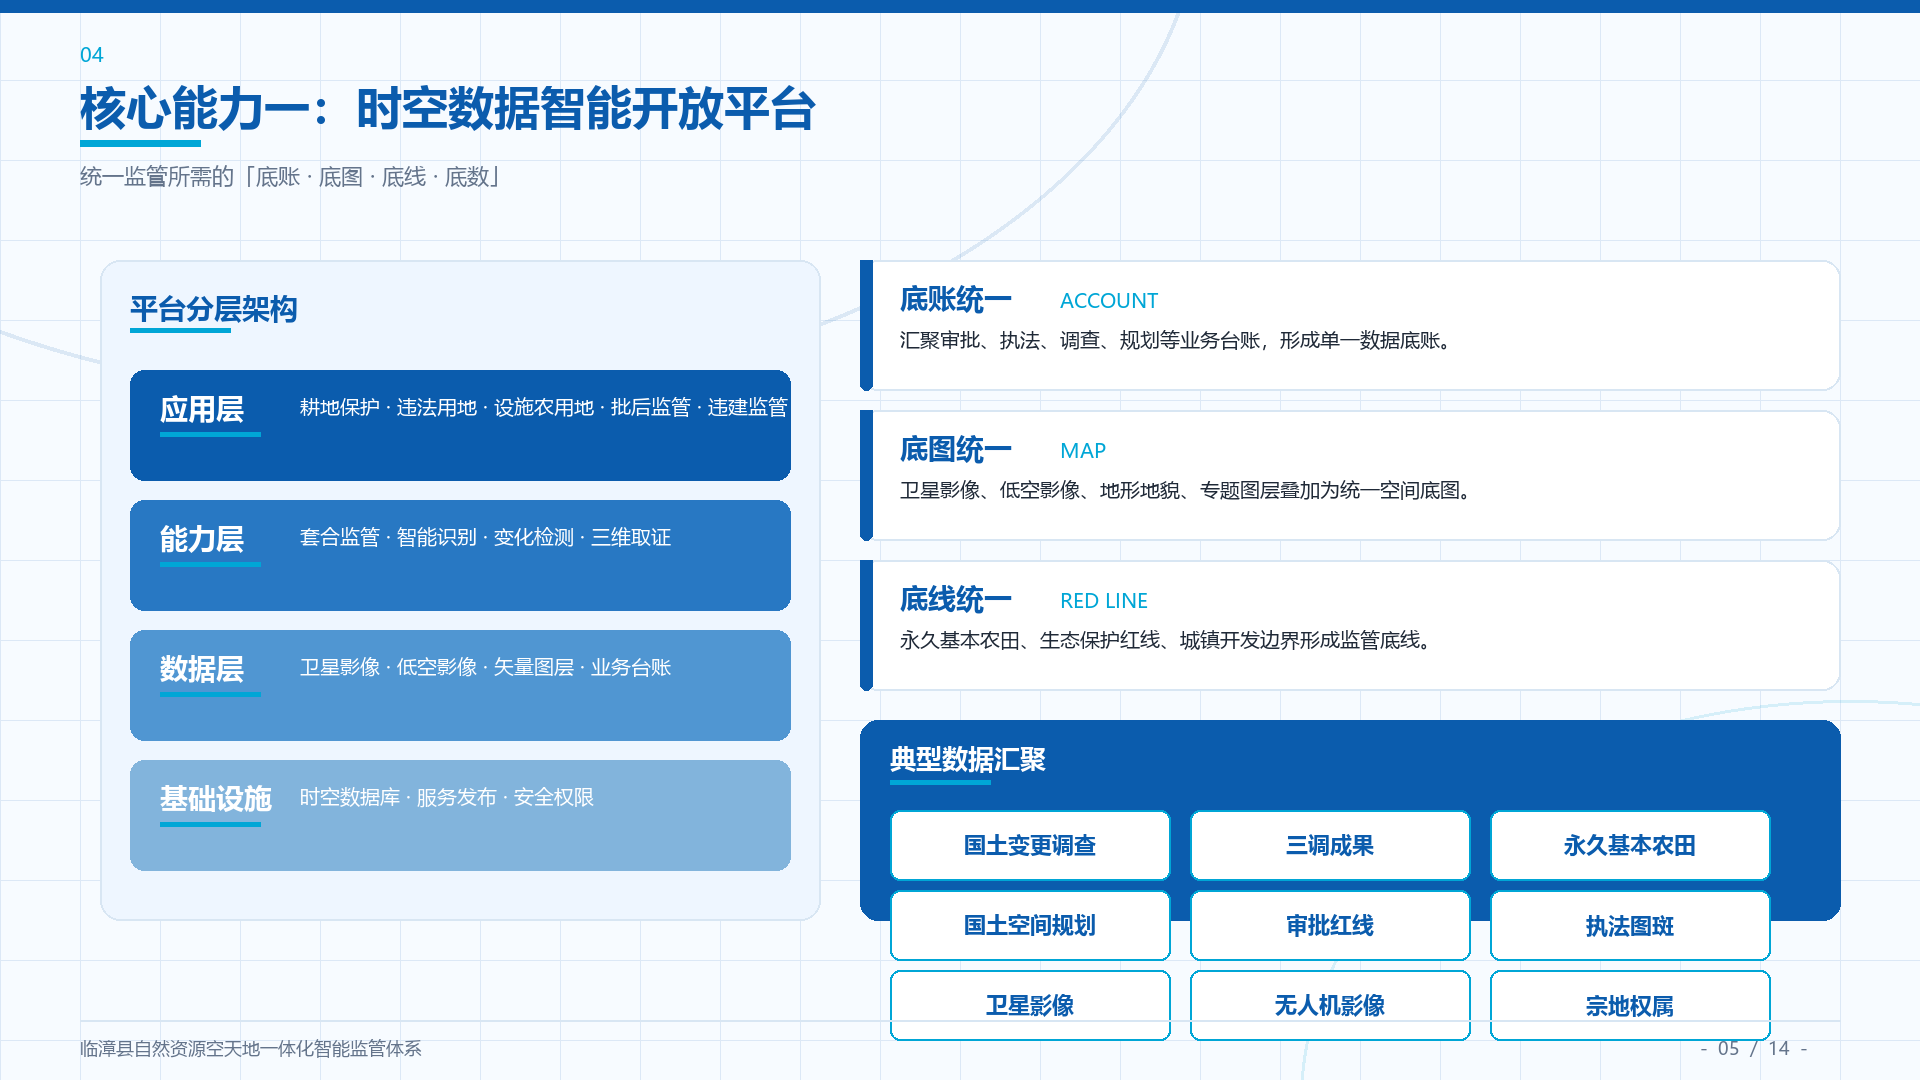 04
核心能力一：时空数据智能开放平台
统一监管所需的「底账 · 底图 · 底线 · 底数」
平台分层架构
应用层
耕地保护 · 违法用地 · 设施农用地 · 批后监管 · 违建监管
能力层
套合监管 · 智能识别 · 变化检测 · 三维取证
数据层
卫星影像 · 低空影像 · 矢量图层 · 业务台账
基础设施
时空数据库 · 服务发布 · 安全权限
底账统一 ACCOUNT
汇聚审批、执法、调查、规划等业务台账，形成单一数据底账。
底图统一 MAP
卫星影像、低空影像、地形地貌、专题图层叠加为统一空间底图。
底线统一 RED LINE
永久基本农田、生态保护红线、城镇开发边界形成监管底线。
典型数据汇聚
国土变更调查 三调成果 永久基本农田
国土空间规划 审批红线 执法图斑
卫星影像 无人机影像 宗地权属
临漳县自然资源空天地一体化智能监管体系
- 05 / 14 -